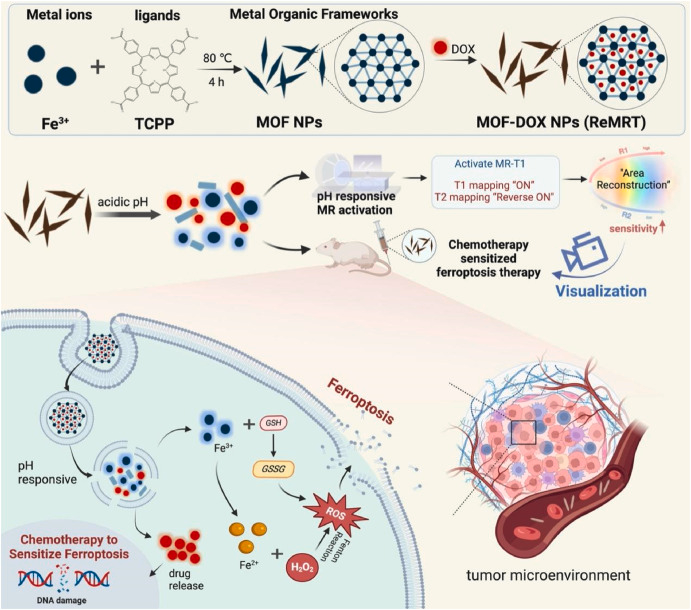 Metal ions
ligands
Metal Organic Frameworks
80 ℃
4 h
DOX
Fe³⁺
TCPP
MOF NPs
MOF-DOX NPs (ReMRT)
acidic pH
pH responsive
MR activation
Activate MR-T1
T1 mapping "ON"
T2 mapping "Reverse ON"
R1
"Area
Reconstruction"
R2
sensitivity
Chemotherapy
sensitized
ferroptosis therapy
Visualization
Ferroptosis
pH
responsive
Fe³⁺
GSH
GSSG
ROS
Fenton
Reaction
Fe²⁺
H₂O₂
Chemotherapy to
Sensitize Ferroptosis
DNA damage
drug
release
tumor microenvironment